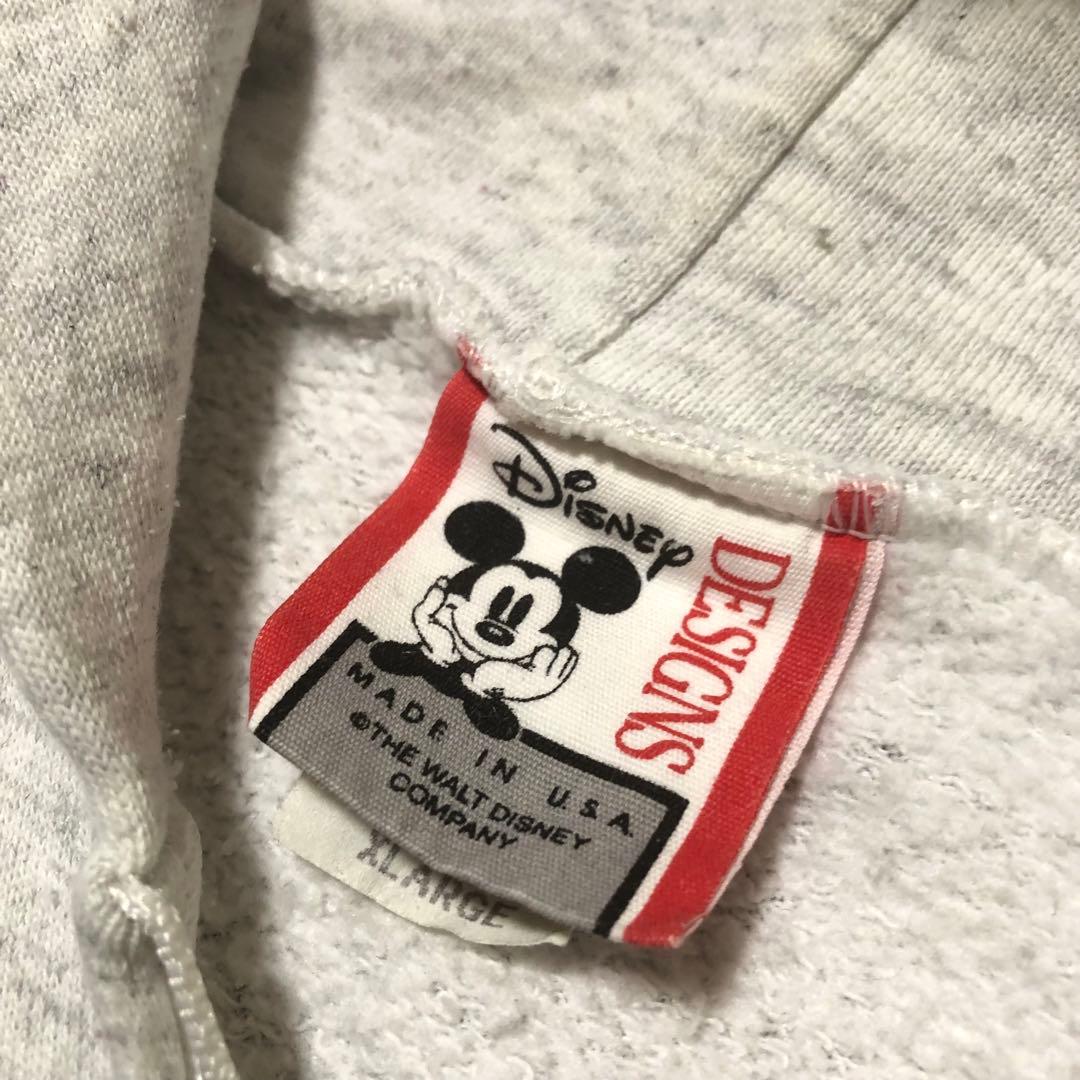 Disney
DESIGNS
MADE IN U.S.A.
©THE WALT DISNEY
COMPANY
XLARGE